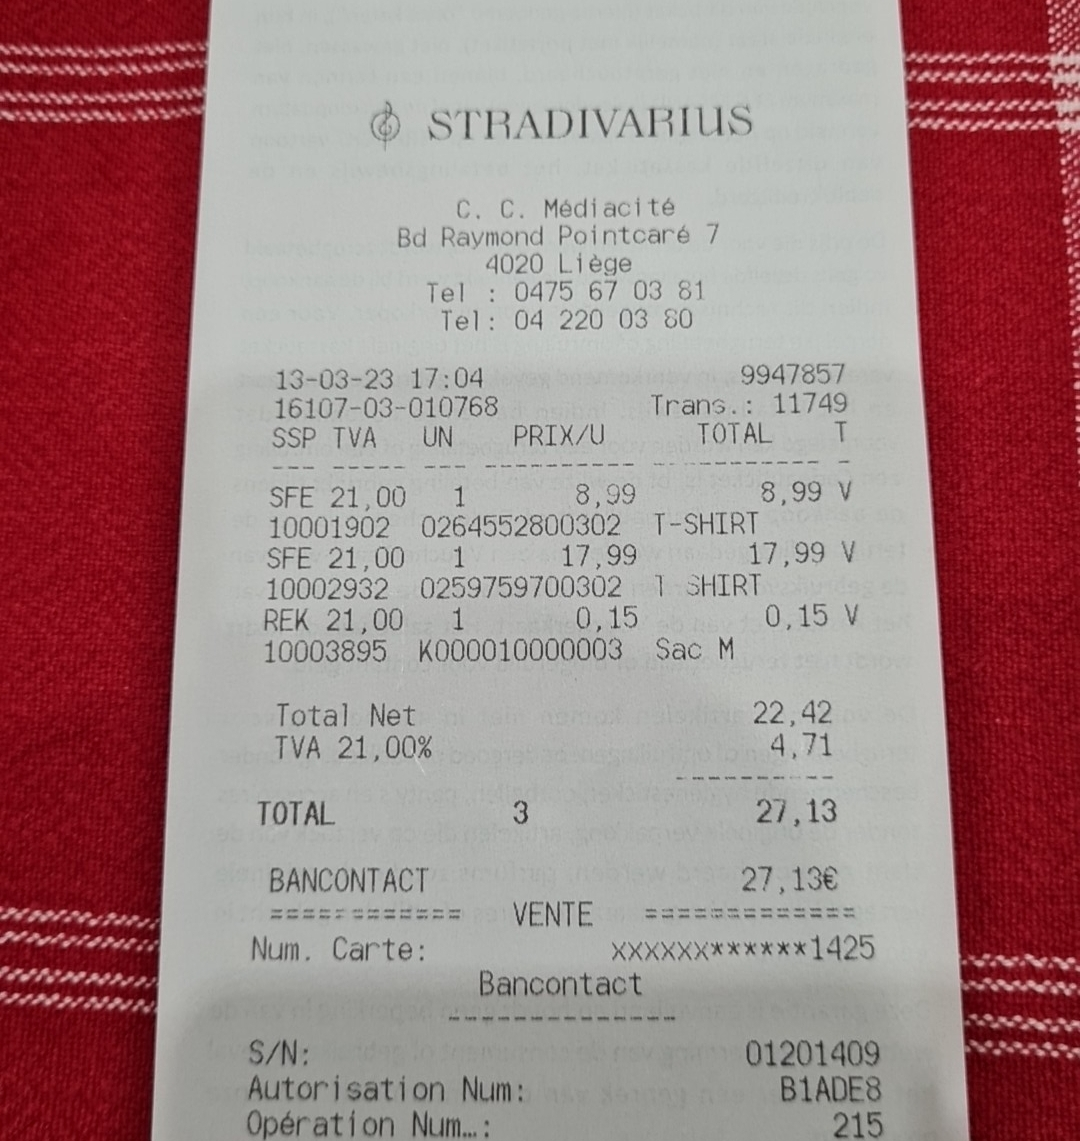 STRADIVARIUS
C. C. Médiacité
Bd Raymond Pointcaré 7
4020 Liège
Tel : 0475 67 03 81
Tel: 04 220 03 80
13-03-23 17:04 9947857
16107-03-010768 Trans.: 11749
SSP TVA UN PRIX/U TOTAL T
SFE 21,00 1 8,99 8,99 V
10001902 0264552800302 T-SHIRT
SFE 21,00 1 17,99 17,99 V
10002932 0259759700302 SHIRT
REK 21,00 1 0,15 0,15 V
10003895 K000010000003 Sac M
Total Net 22,42
TVA 21,00% 4,71
TOTAL 3 27,13
BANCONTACT 27,13€
============ VENTE =============
Num. Carte: xxxxxx******1425
Bancontact
S/N: 01201409
Autorisation Num: B1ADE8
Opération Num…: 215